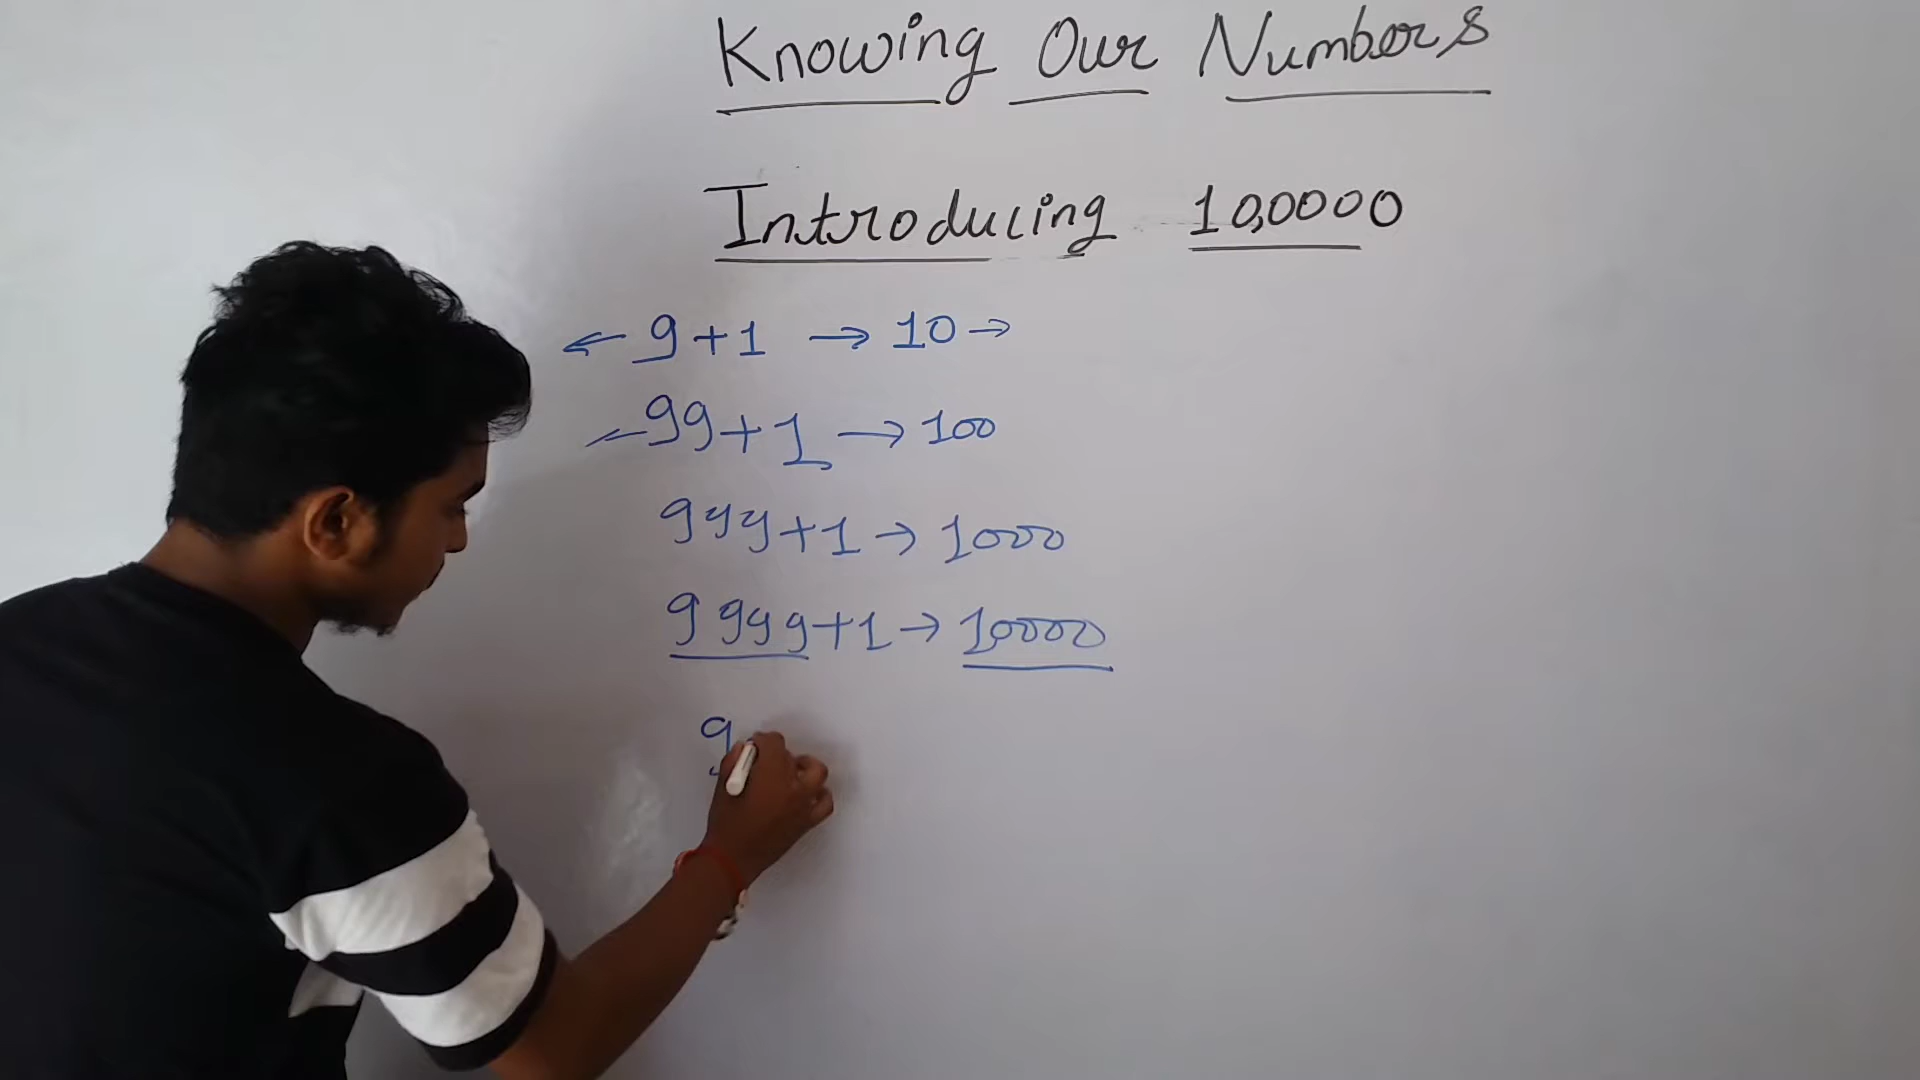 Knowing Our Numbers
Introducing 10,0000
← 9+1 → 10 →
99+1 → 100
999+1 → 1000
9999+1 → 10000
9